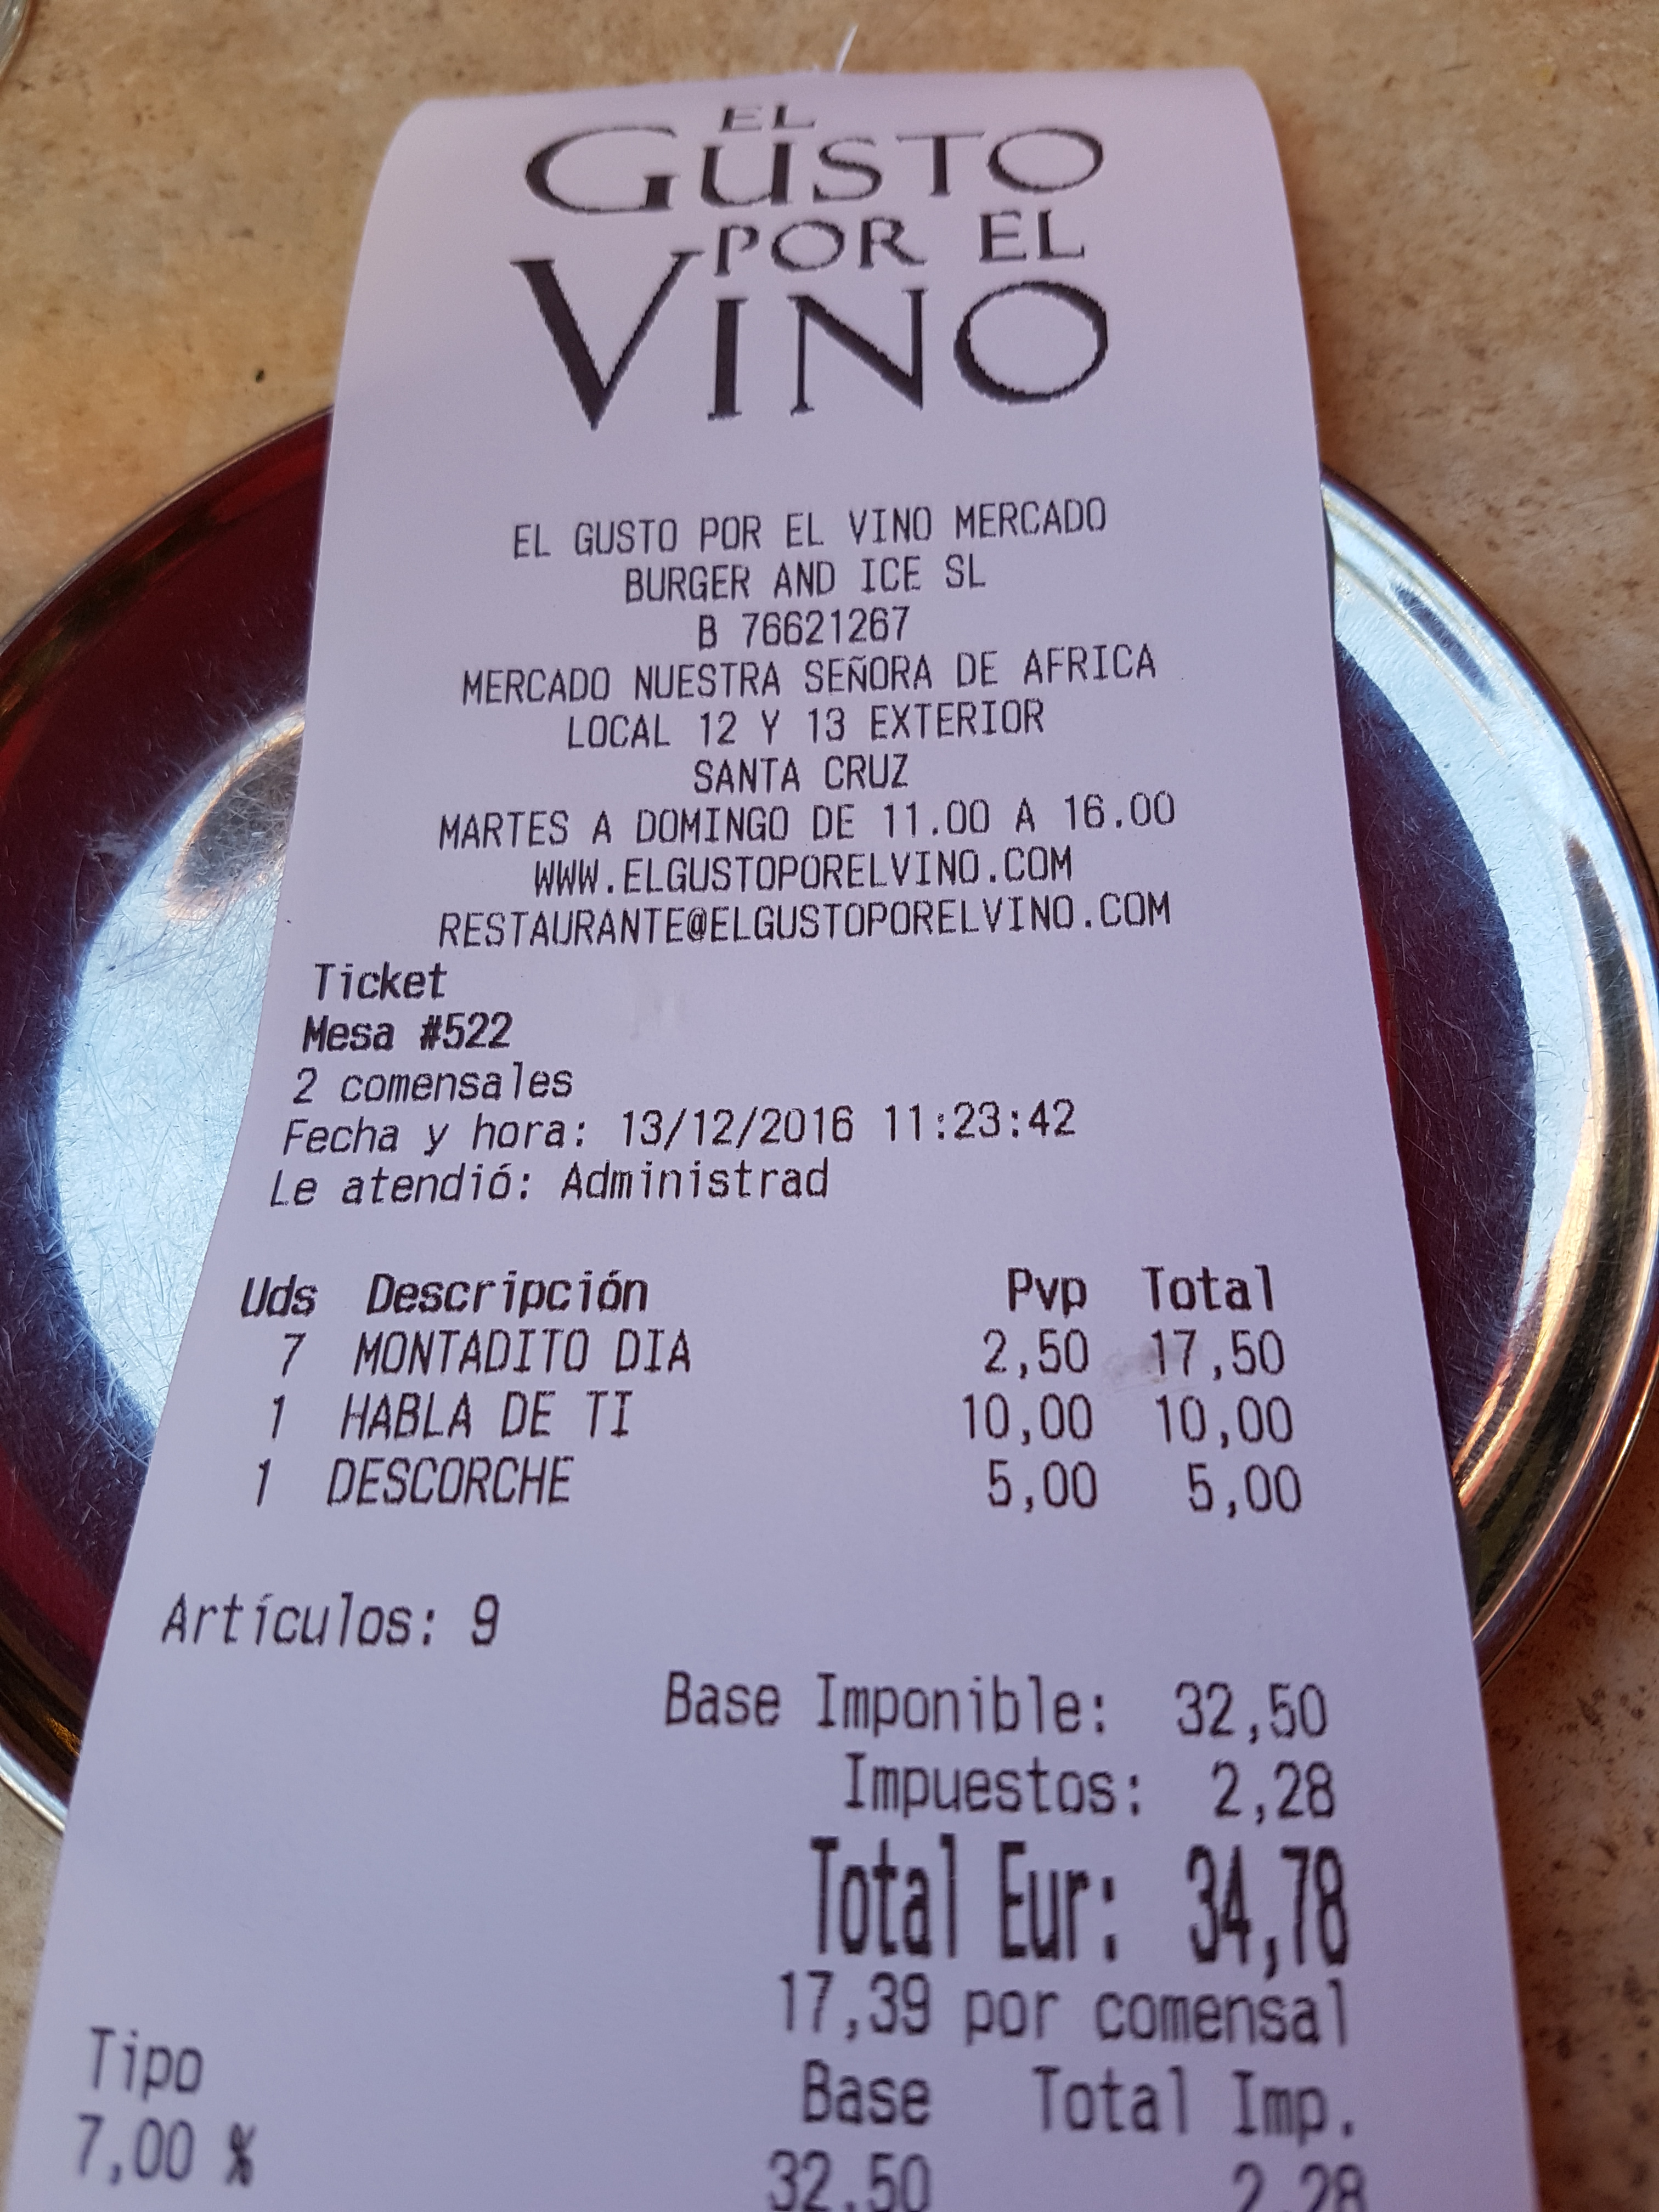 EL
GUSTO
POR EL
VINO
EL GUSTO POR EL VINO MERCADO
BURGER AND ICE SL
B 76621267
MERCADO NUESTRA SEÑORA DE AFRICA
LOCAL 12 Y 13 EXTERIOR
SANTA CRUZ
MARTES A DOMINGO DE 11.00 A 16.00
WWW.ELGUSTOPORELVINO.COM
RESTAURANTE@ELGUSTOPORELVINO.COM
Ticket
Mesa #522
2 comensales
Fecha y hora: 13/12/2016 11:23:42
Le atendió: Administrad
Uds Descripción Pvp Total
7 MONTADITO DIA 2,50 17,50
1 HABLA DE TI 10,00 10,00
1 DESCORCHE 5,00 5,00
Artículos: 9
Base Imponible: 32,50
Impuestos: 2,28
Total Eur: 34,78
17,39 por comensal
Tipo Base Total Imp.
7,00 % 32,50 2,28